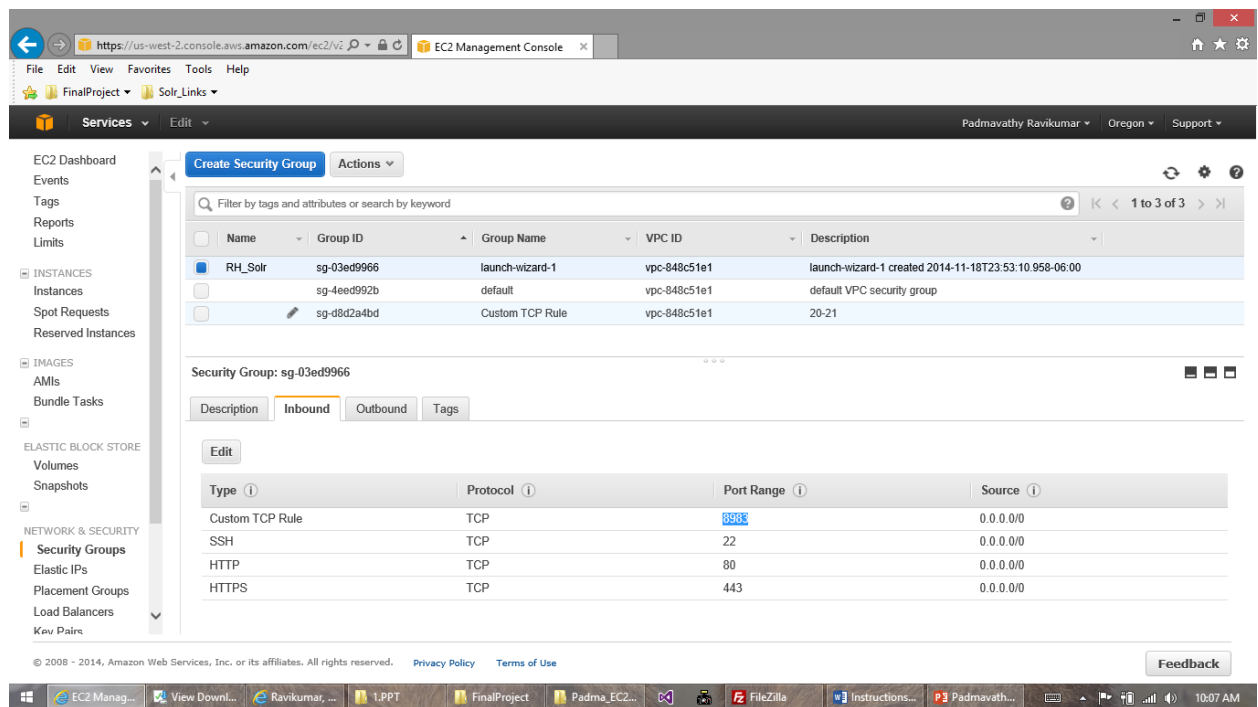 https://us-west-2.console.aws.amazon.com/ec2/v2
EC2 Management Console
File Edit View Favorites Tools Help
FinalProject Solr_Links
Services Edit Padmavathy Ravikumar Oregon Support
EC2 Dashboard
Events
Tags
Reports
Limits
INSTANCES
Instances
Spot Requests
Reserved Instances
IMAGES
AMIs
Bundle Tasks
ELASTIC BLOCK STORE
Volumes
Snapshots
NETWORK & SECURITY
Security Groups
Elastic IPs
Placement Groups
Load Balancers
Key Pairs
Create Security Group Actions
Filter by tags and attributes or search by keyword 1 to 3 of 3
Name Group ID Group Name VPC ID Description
RH_Solr sg-03ed9966 launch-wizard-1 vpc-848c51e1 launch-wizard-1 created 2014-11-18T23:53:10.958-06:00
sg-4eed992b default vpc-848c51e1 default VPC security group
sg-d8d2a4bd Custom TCP Rule vpc-848c51e1 20-21
Security Group: sg-03ed9966
Description Inbound Outbound Tags
Edit
Type Protocol Port Range Source
Custom TCP Rule TCP 8983 0.0.0.0/0
SSH TCP 22 0.0.0.0/0
HTTP TCP 80 0.0.0.0/0
HTTPS TCP 443 0.0.0.0/0
© 2008 - 2014, Amazon Web Services, Inc. or its affiliates. All rights reserved. Privacy Policy Terms of Use Feedback
EC2 Manag... View Downl... Ravikumar, ... 1.PPT FinalProject Padma_EC2... FileZilla Instructions... Padmavath... 10:07 AM